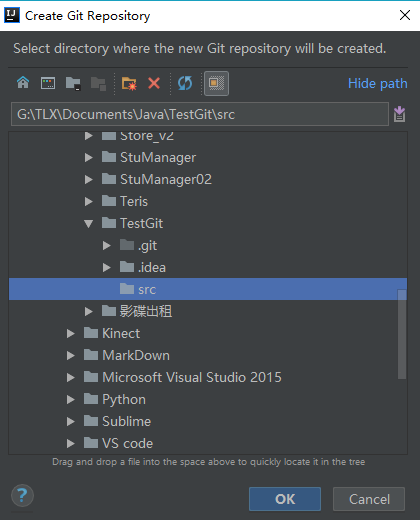 Create Git Repository
Select directory where the new Git repository will be created.
Hide path
G:\TLX\Documents\Java\TestGit\src
Store_v2
StuManager
StuManager02
Teris
TestGit
.git
.idea
src
影碟出租
Kinect
MarkDown
Microsoft Visual Studio 2015
Python
Sublime
VS code
Drag and drop a file into the space above to quickly locate it in the tree
? OK Cancel